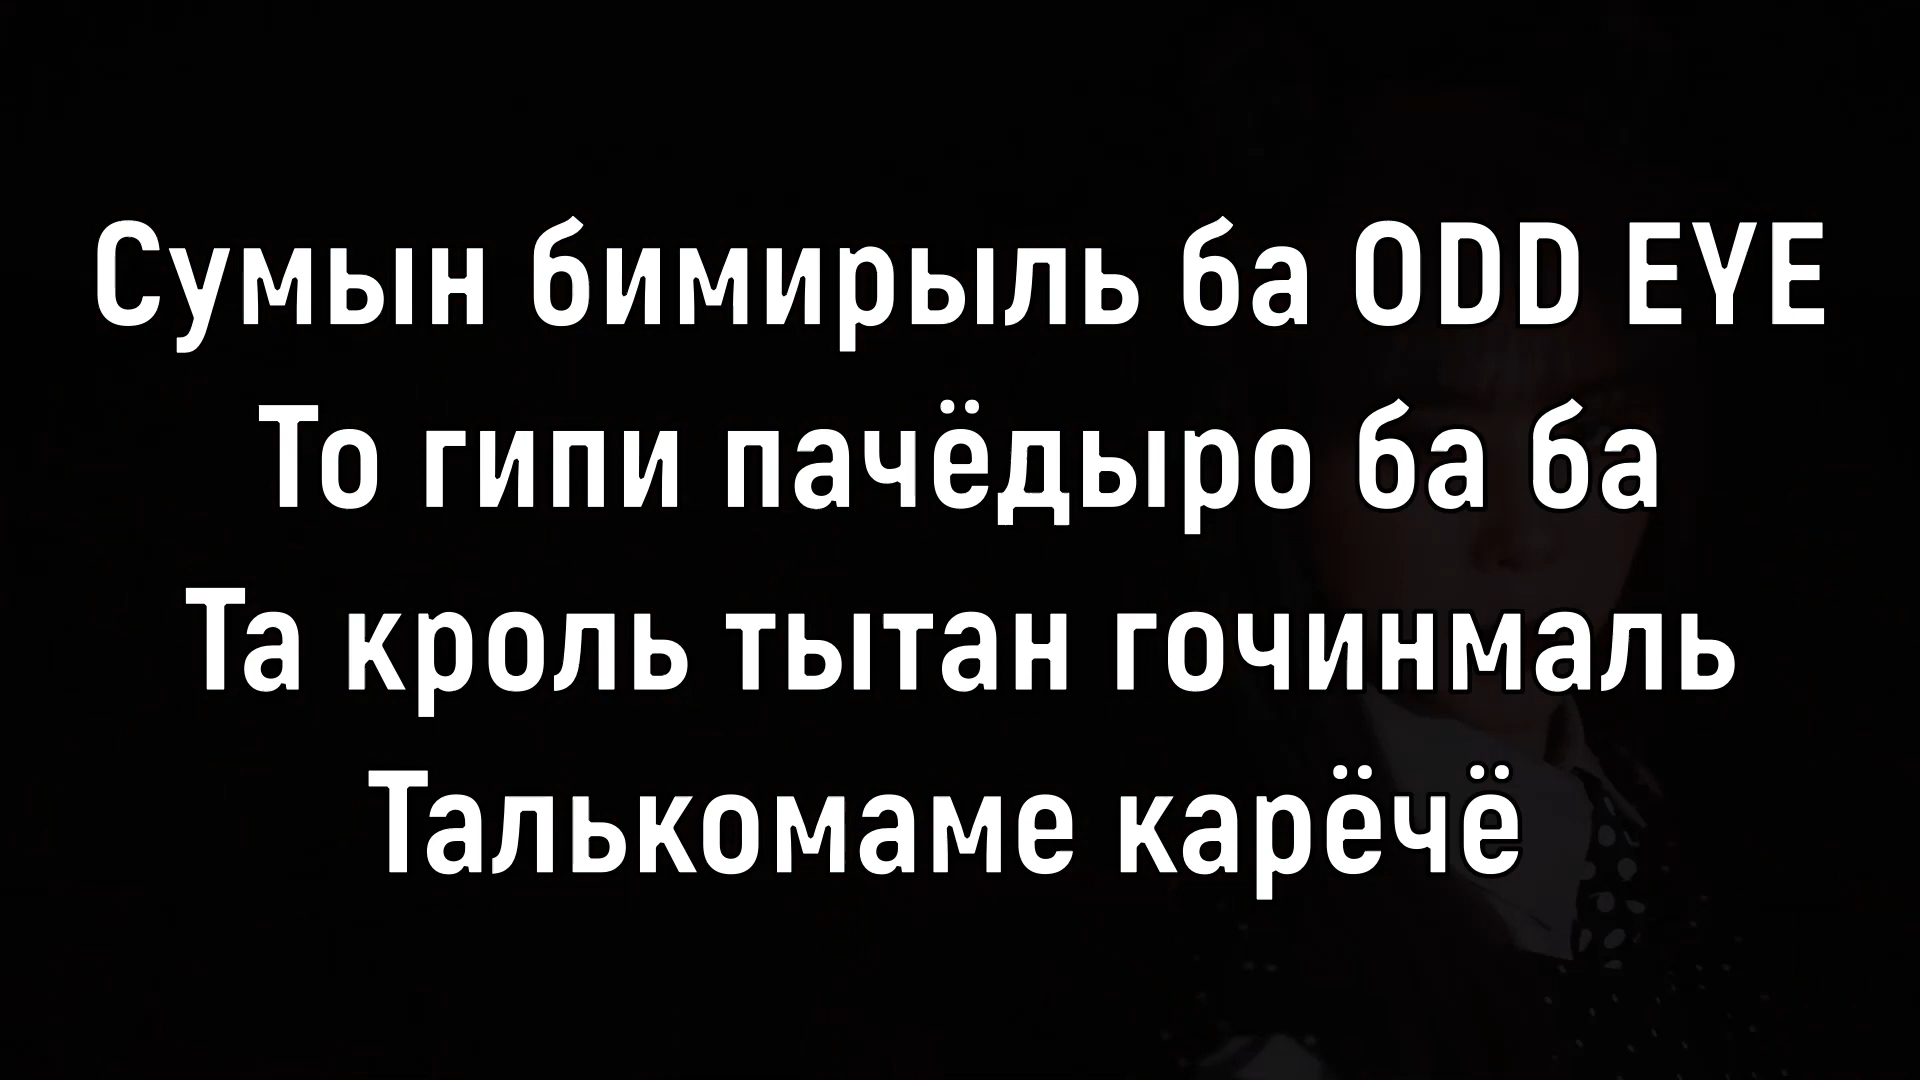 Сумын бимирыль ба ODD EYE
То гипи пачёдыро ба ба
Та кроль тытан гочинмаль
Талькомаме карёчё